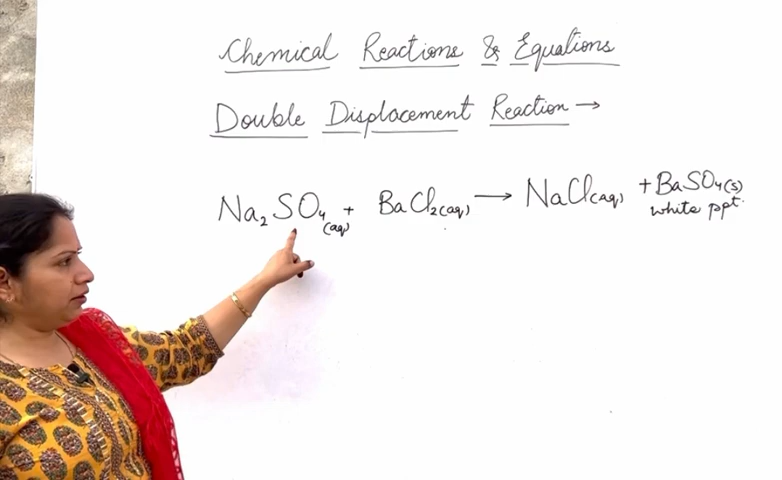 Chemical Reactions & Equations
Double Displacement Reaction →
Na₂SO₄(aq) + BaCl₂(aq) → NaCl(aq) + BaSO₄(s)
white ppt.